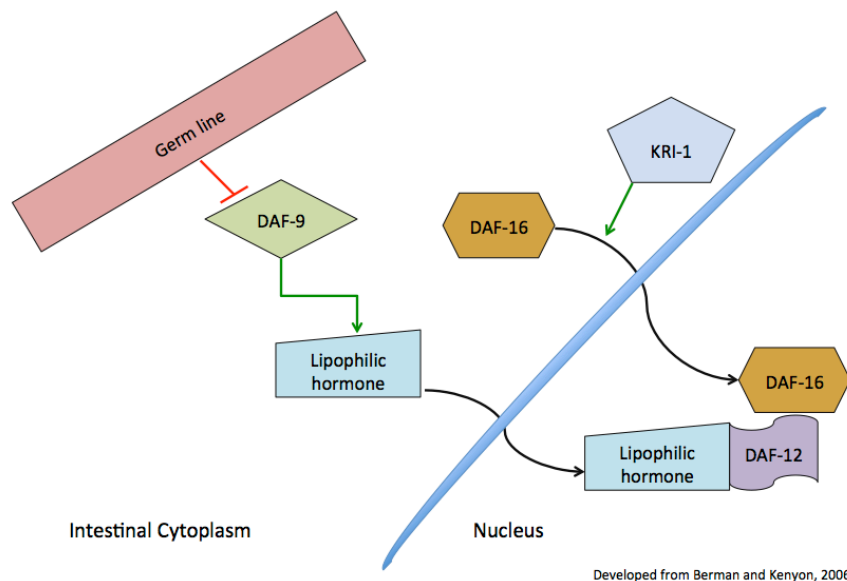 Germ line
KRI-1
DAF-9
DAF-16
Lipophilic
hormone
DAF-16
Lipophilic
hormone
DAF-12
Intestinal Cytoplasm
Nucleus
Developed from Berman and Kenyon, 2006